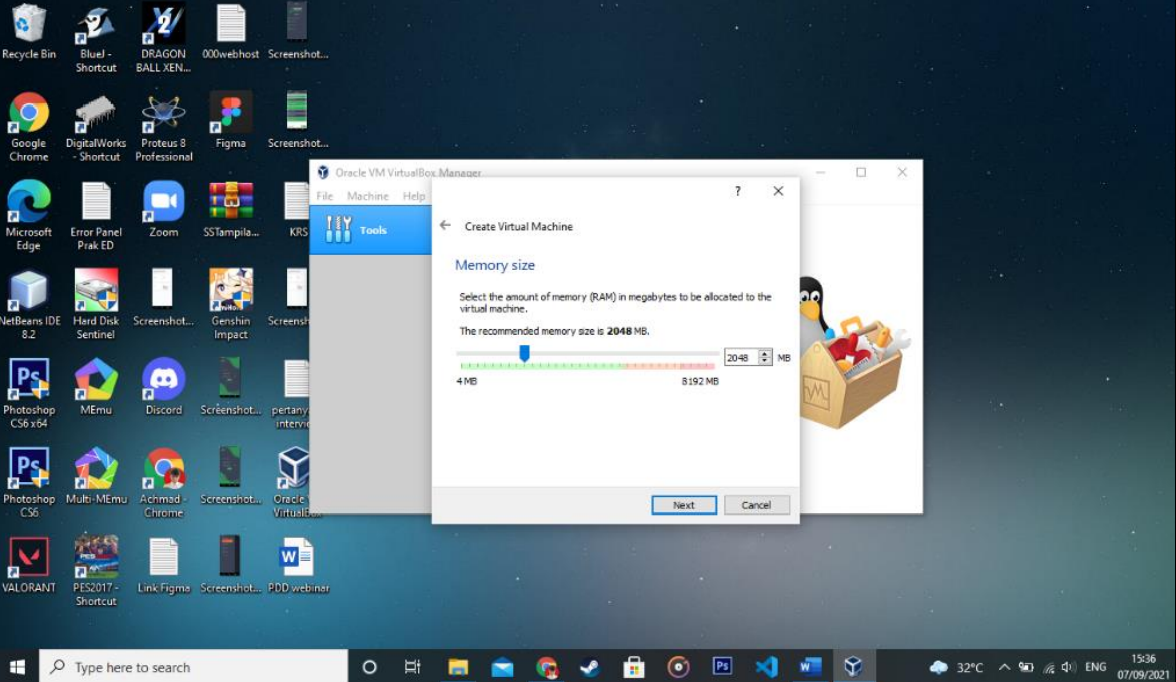 Recycle Bin
BlueJ -
Shortcut
DRAGON
BALL XEN...
000webhost
Screenshot...
Google
Chrome
DigitalWorks
- Shortcut
Proteus 8
Professional
Figma
Screenshot...
Microsoft
Edge
Error Panel
Prak ED
Zoom
SSTampila...
KRS
NetBeans IDE
8.2
Hard Disk
Sentinel
Screenshot...
Genshin
Impact
Screensh
Photoshop
CS6 x64
MEmu
Discord
Screenshot...
pertany
intervie
Photoshop
CS6
Multi-MEmu
Achmad -
Chrome
Screenshot...
Oracle
VirtualBox
VALORANT
PES2017 -
Shortcut
Link Figma
Screenshot...
PDD webinar
Oracle VM VirtualBox Manager
File Machine Help
Tools
? 
Create Virtual Machine
Memory size
Select the amount of memory (RAM) in megabytes to be allocated to the
virtual machine.
The recommended memory size is 2048 MB.
2048 MB
4 MB 8192 MB
Next Cancel
Type here to search
32°C ENG
15:36
07/09/2021